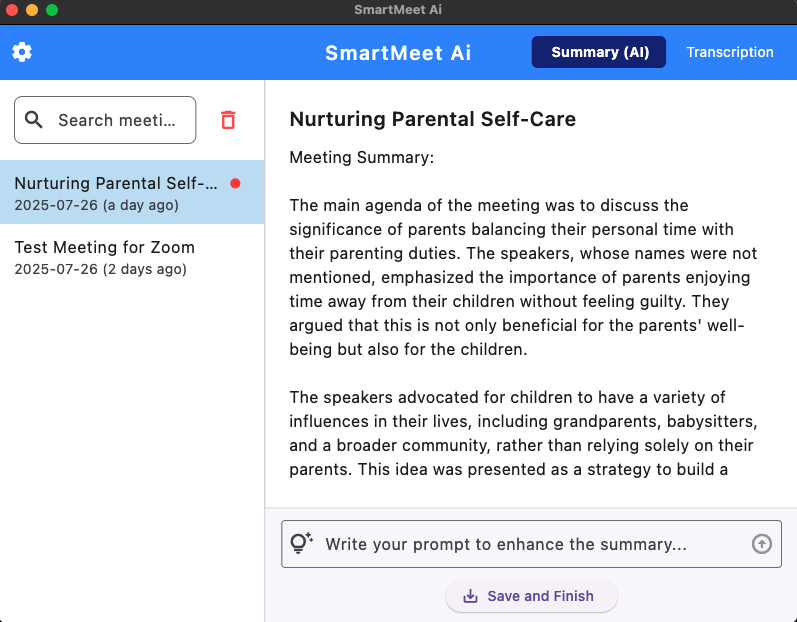 SmartMeet Ai
SmartMeet Ai
Summary (AI)
Transcription
Search meeti...
Nurturing Parental Self-...
2025-07-26 (a day ago)
Test Meeting for Zoom
2025-07-26 (2 days ago)
Nurturing Parental Self-Care
Meeting Summary:
The main agenda of the meeting was to discuss the
significance of parents balancing their personal time with
their parenting duties. The speakers, whose names were not
mentioned, emphasized the importance of parents enjoying
time away from their children without feeling guilty. They
argued that this is not only beneficial for the parents' well-
being but also for the children.
The speakers advocated for children to have a variety of
influences in their lives, including grandparents, babysitters,
and a broader community, rather than relying solely on their
parents. This idea was presented as a strategy to build a
Write your prompt to enhance the summary...
Save and Finish